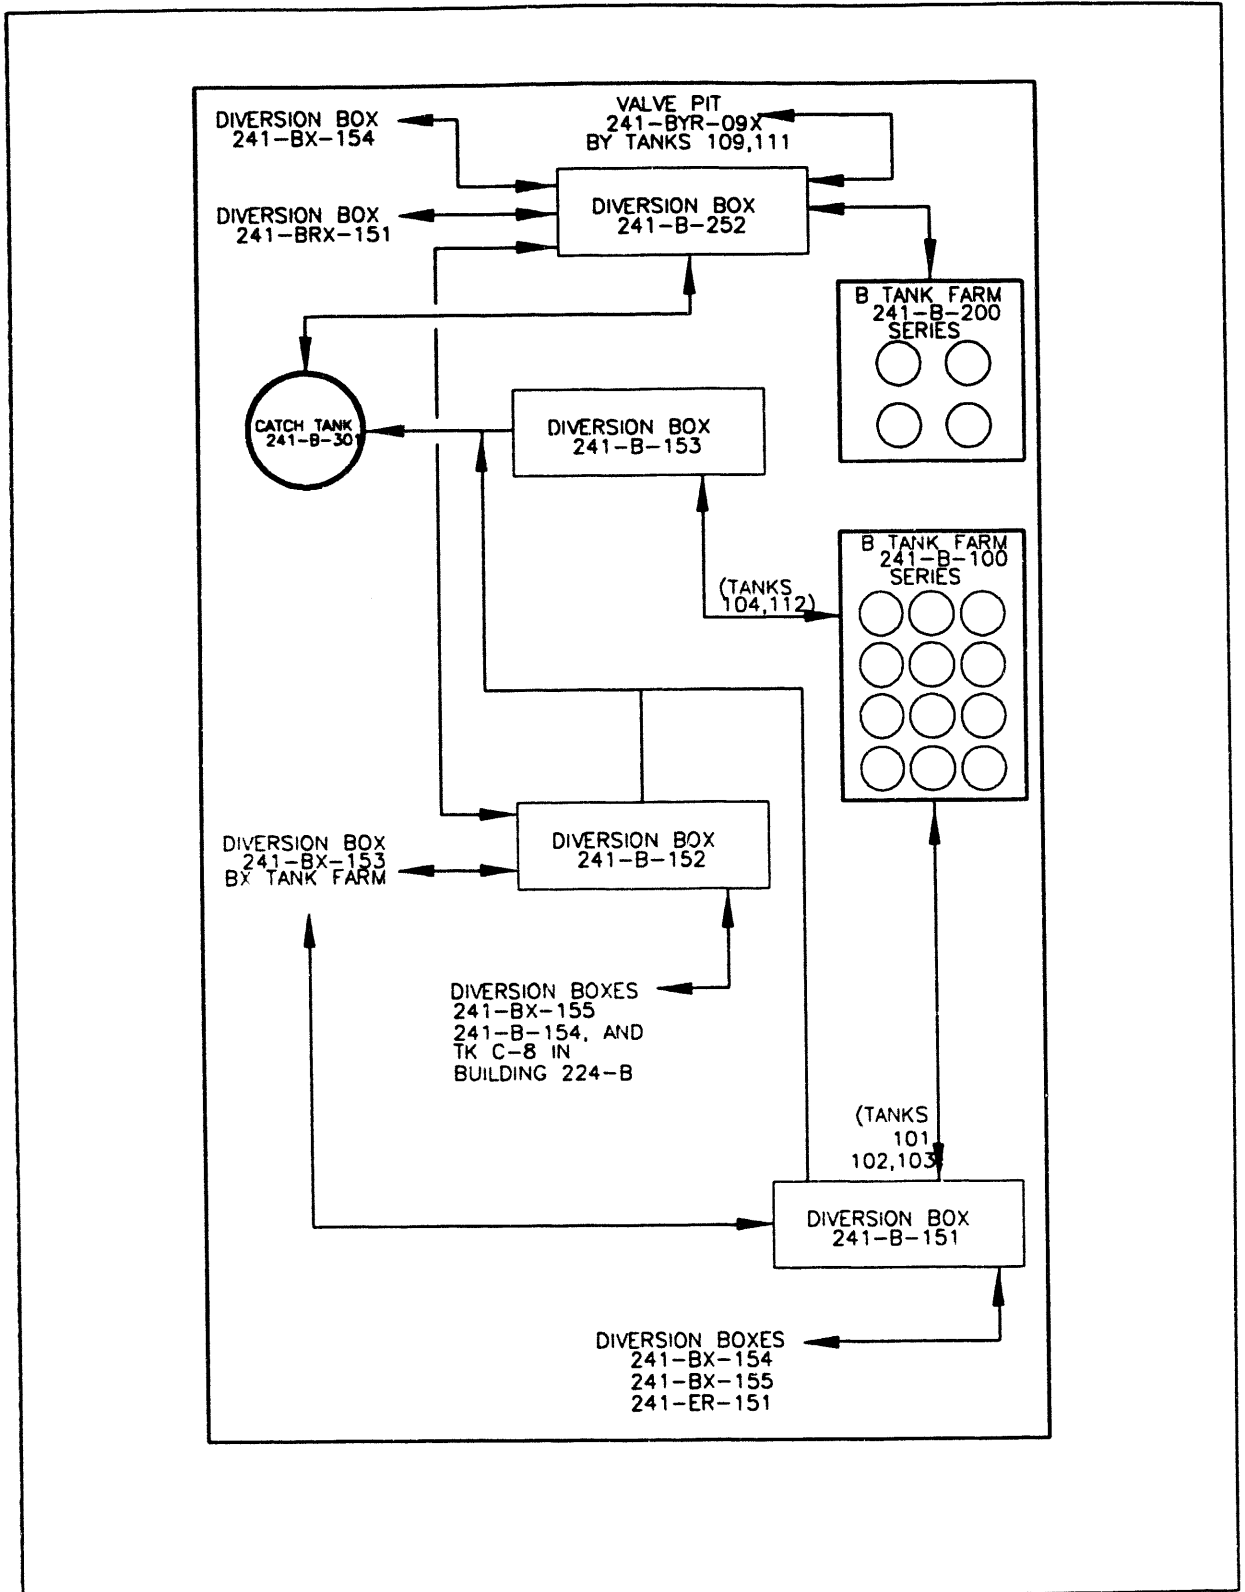 DIVERSION BOX
241-BX-154
VALVE PIT
241-BYR-09X
BY TANKS 109,111
DIVERSION BOX
241-B-252
DIVERSION BOX
241-BRX-151
B TANK FARM
241-B-200
SERIES
CATCH TANK
241-B-301
DIVERSION BOX
241-B-153
B TANK FARM
241-B-100
SERIES
(TANKS
104,112)
DIVERSION BOX
241-B-152
DIVERSION BOX
241-BX-153
BX TANK FARM
DIVERSION BOXES
241-BX-155
241-B-154, AND
TK C-8 IN
BUILDING 224-B
(TANKS
101
102,103
DIVERSION BOX
241-B-151
DIVERSION BOXES
241-BX-154
241-BX-155
241-ER-151